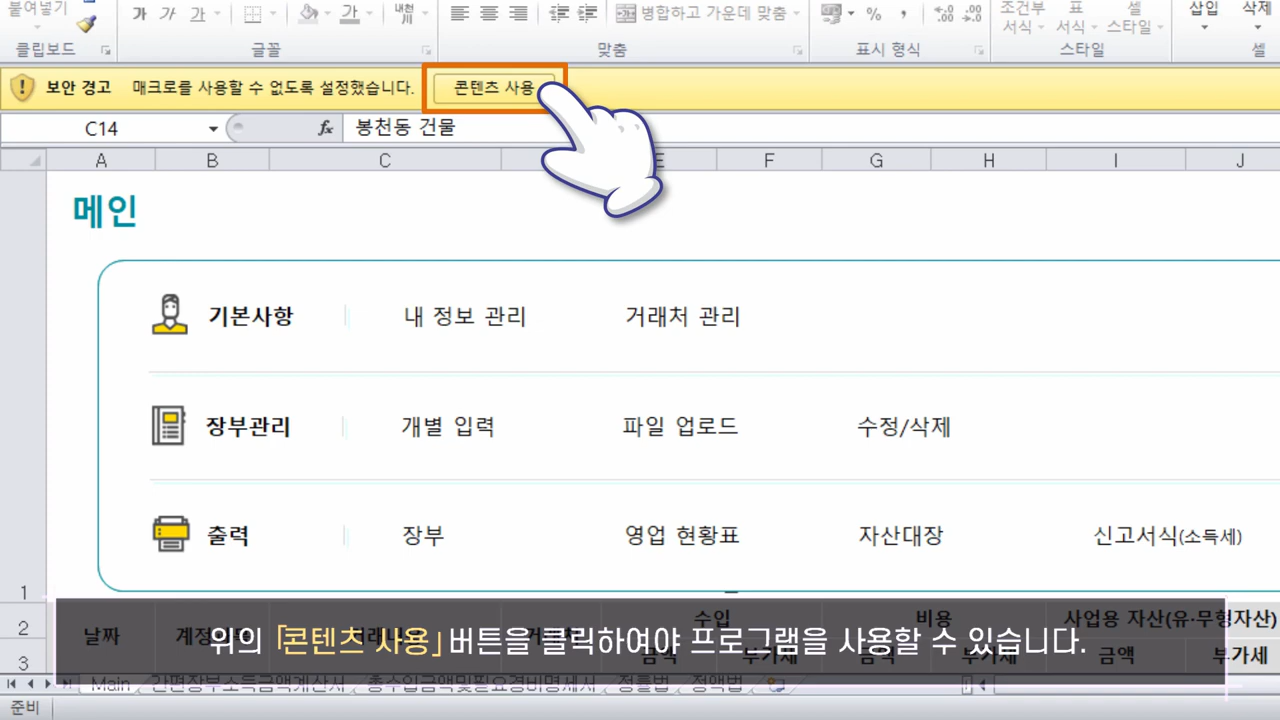 붙여넣기 가 가 가 가 내천 병합하고 가운데 맞춤 % , 조건부 서식 표 서식 셀 스타일 삽입 삭제
클립보드 글꼴 맞춤 표시 형식 스타일 셀
보안 경고 매크로를 사용할 수 없도록 설정했습니다. 콘텐츠 사용
C14 fx 봉천동 건물
A B C E F G H I J
메인
기본사항 내 정보 관리 거래처 관리
장부관리 개별 입력 파일 업로드 수정/삭제
출력 장부 영업 현황표 자산대장 신고서식(소득세)
1
2 날짜 수입 비용 사업용 자산(유·무형자산)
위의 「콘텐츠 사용」 버튼을 클릭하여야 프로그램을 사용할 수 있습니다.
3 금액 부가세 금액 부가세 금액 부가세
Main 간편장부소득금액계산서 총수입금액및필요경비명세서 정률법 정액법
준비